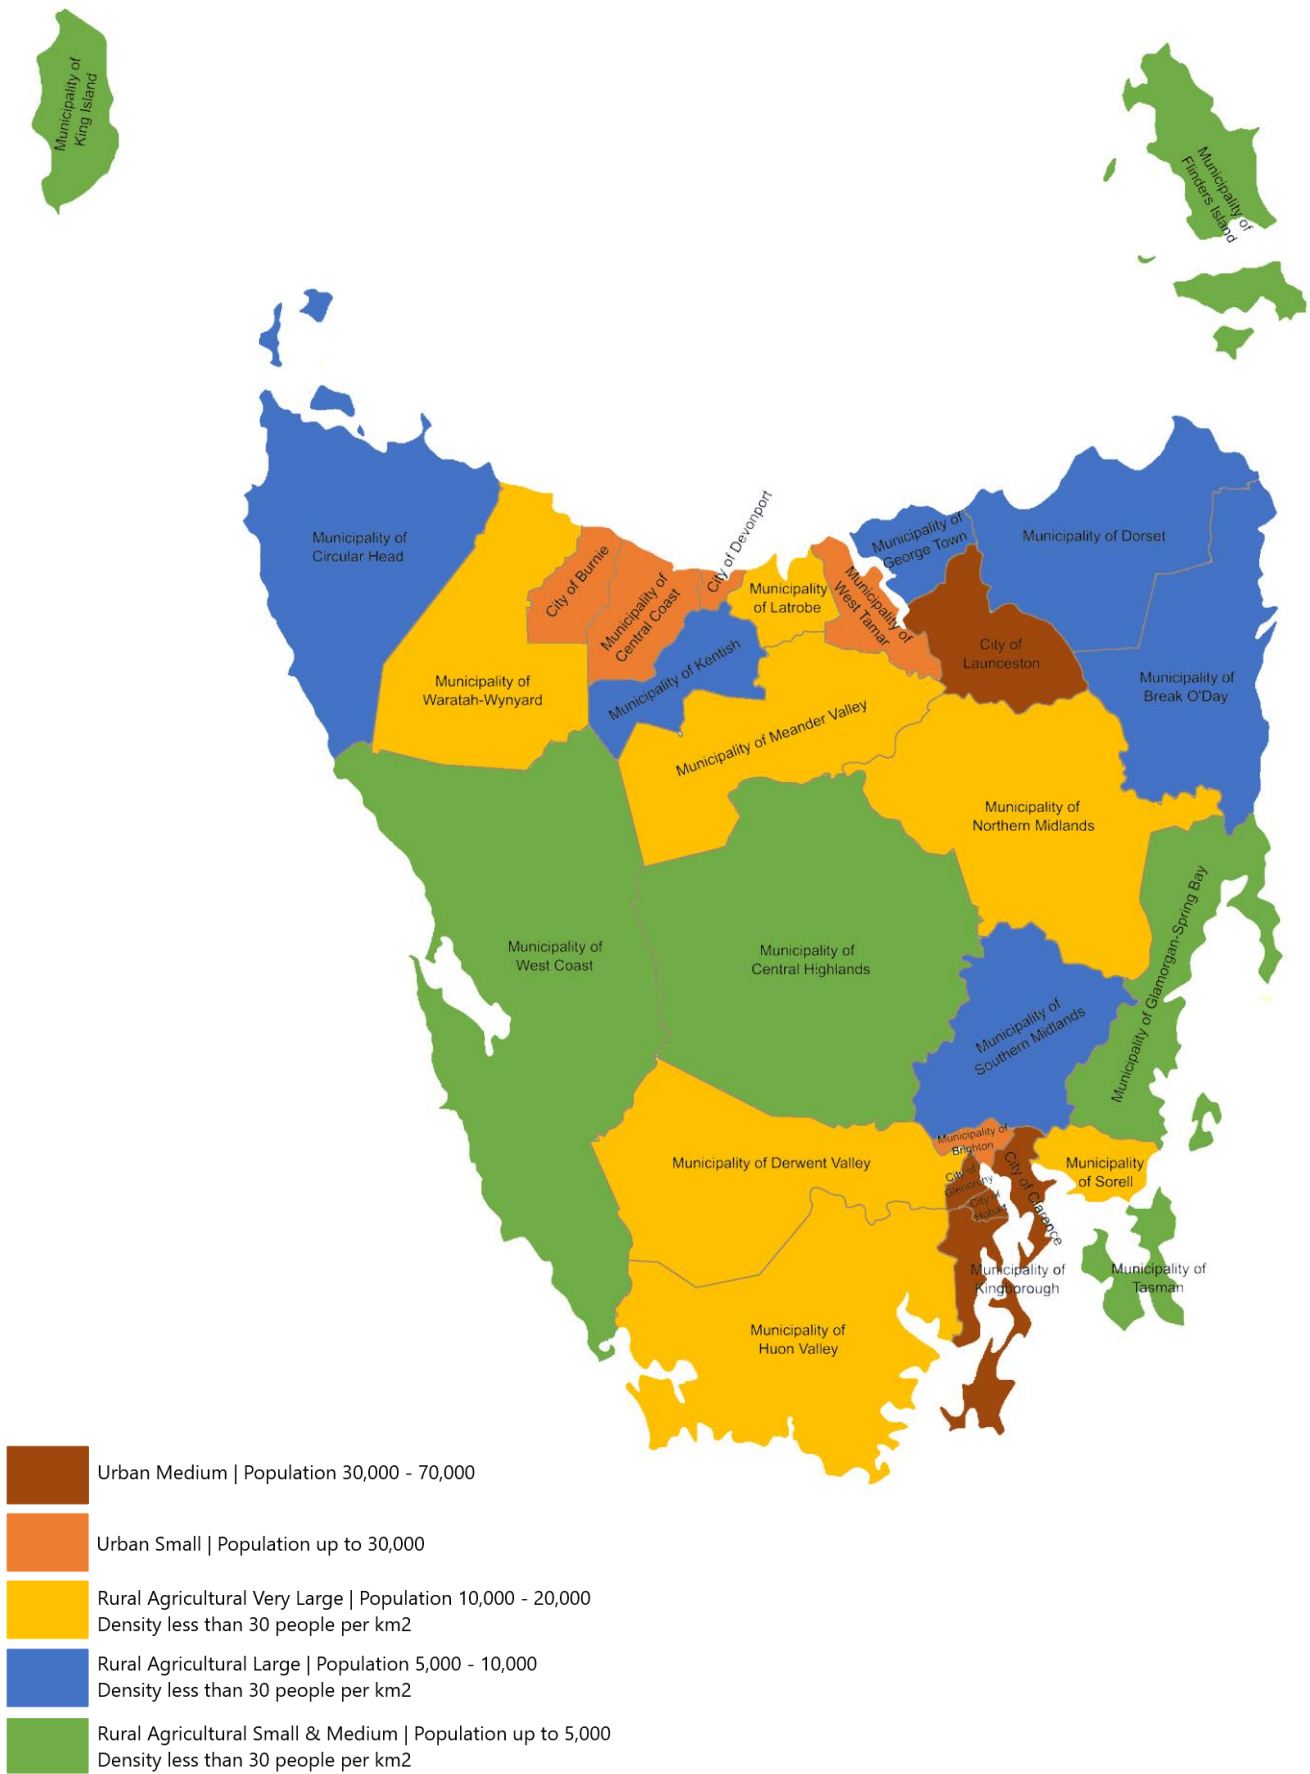 Municipality of
King Island
Municipality of
Flinders Island
Municipality of
Circular Head
Municipality of
Waratah-Wynyard
City of Burnie
Municipality of
Central Coast
City of Devonport
Municipality of Kentish
Municipality
of Latrobe
Municipality of
West Tamar
Municipality of
George Town
Municipality of Dorset
City of
Launceston
Municipality of
Break O'Day
Municipality of Meander Valley
Municipality of
Northern Midlands
Municipality of
West Coast
Municipality of
Central Highlands
Municipality of
Southern Midlands
Municipality of Glamorgan-Spring Bay
Municipality of Derwent Valley
Municipality of
Brighton
City of
Glenorchy
City of
Hobart
City of Clarence
Municipality
of Sorell
Municipality of
Kingborough
Municipality of
Tasman
Municipality of
Huon Valley
Urban Medium | Population 30,000 - 70,000
Urban Small | Population up to 30,000
Rural Agricultural Very Large | Population 10,000 - 20,000
Density less than 30 people per km2
Rural Agricultural Large | Population 5,000 - 10,000
Density less than 30 people per km2
Rural Agricultural Small & Medium | Population up to 5,000
Density less than 30 people per km2